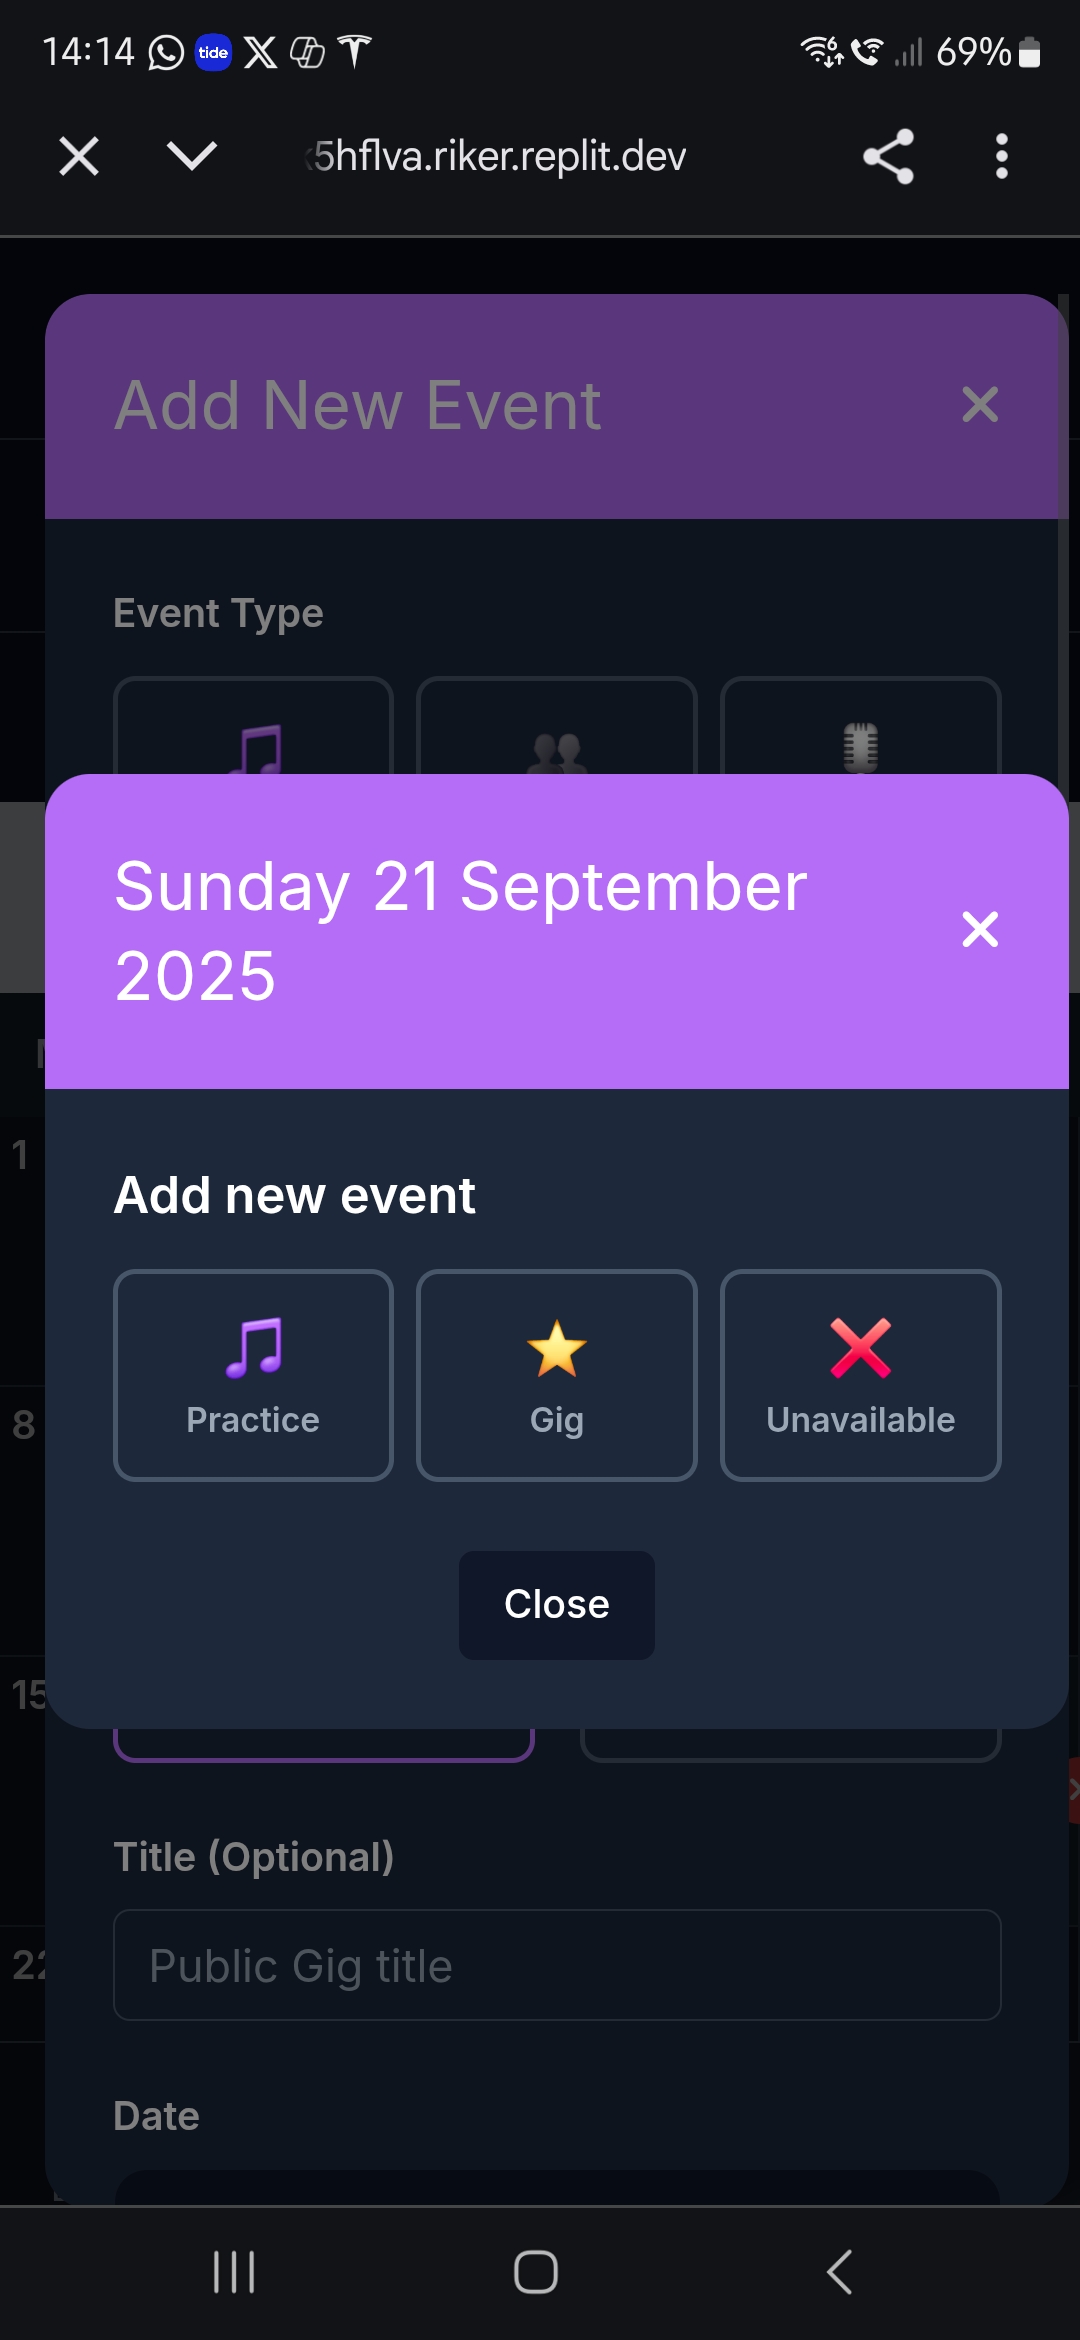 14:14
tide
6
69%
5hflva.riker.replit.dev
Add New Event
Event Type
Sunday 21 September
2025
1
Add new event
8
Practice
Gig
Unavailable
Close
15
Title (Optional)
Public Gig title
22
Date